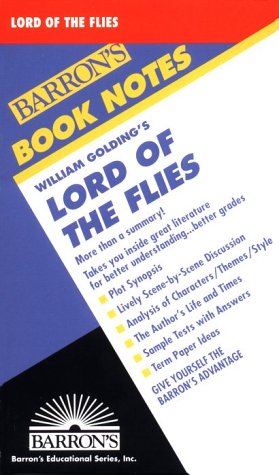 LORD OF THE FLIES
BARRON'S
BOOK NOTES
WILLIAM GOLDING'S
LORD OF
THE FLIES
More than a summary!
Takes you inside great literature
for better understanding...better grades
Plot Synopsis
Lively Scene-by-Scene Discussion
Analysis of Characters/Themes/Style
The Author's Life and Times
Sample Tests with Answers
Term Paper Ideas
GIVE YOURSELF THE
BARRON'S ADVANTAGE
BARRON'S
Barron's Educational Series, Inc.